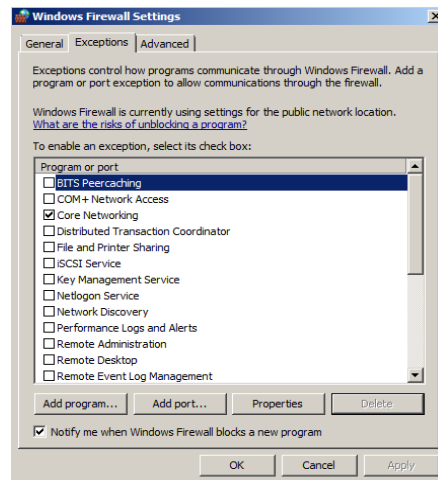 Windows Firewall Settings
General Exceptions Advanced
Exceptions control how programs communicate through Windows Firewall. Add a
program or port exception to allow communications through the firewall.
Windows Firewall is currently using settings for the public network location.
What are the risks of unblocking a program?
To enable an exception, select its check box:
Program or port
BITS Peercaching
COM+ Network Access
Core Networking
Distributed Transaction Coordinator
File and Printer Sharing
iSCSI Service
Key Management Service
Netlogon Service
Network Discovery
Performance Logs and Alerts
Remote Administration
Remote Desktop
Remote Event Log Management
Add program... Add port... Properties Delete
Notify me when Windows Firewall blocks a new program
OK Cancel Apply